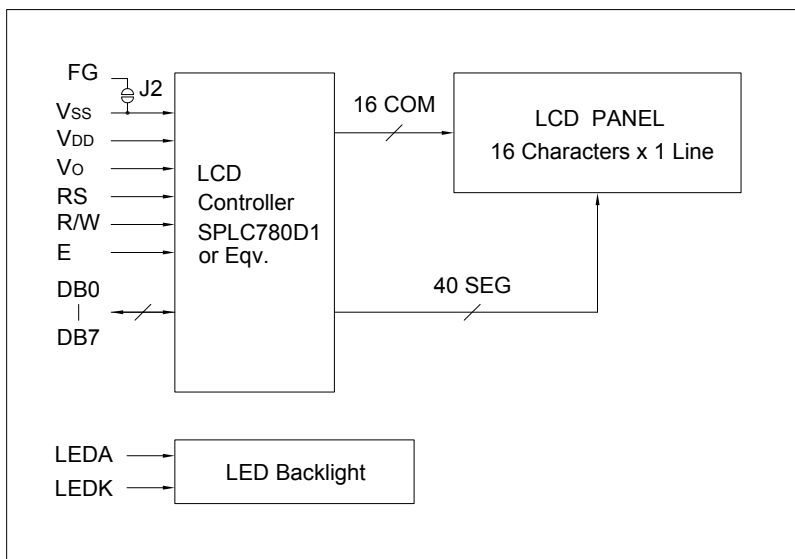 FG
J2
VSS
VDD
VO
RS
R/W
E
DB0
DB7
LCD
Controller
SPLC780D1
or Eqv.
16 COM
40 SEG
LCD PANEL
16 Characters x 1 Line
LEDA
LEDK
LED Backlight